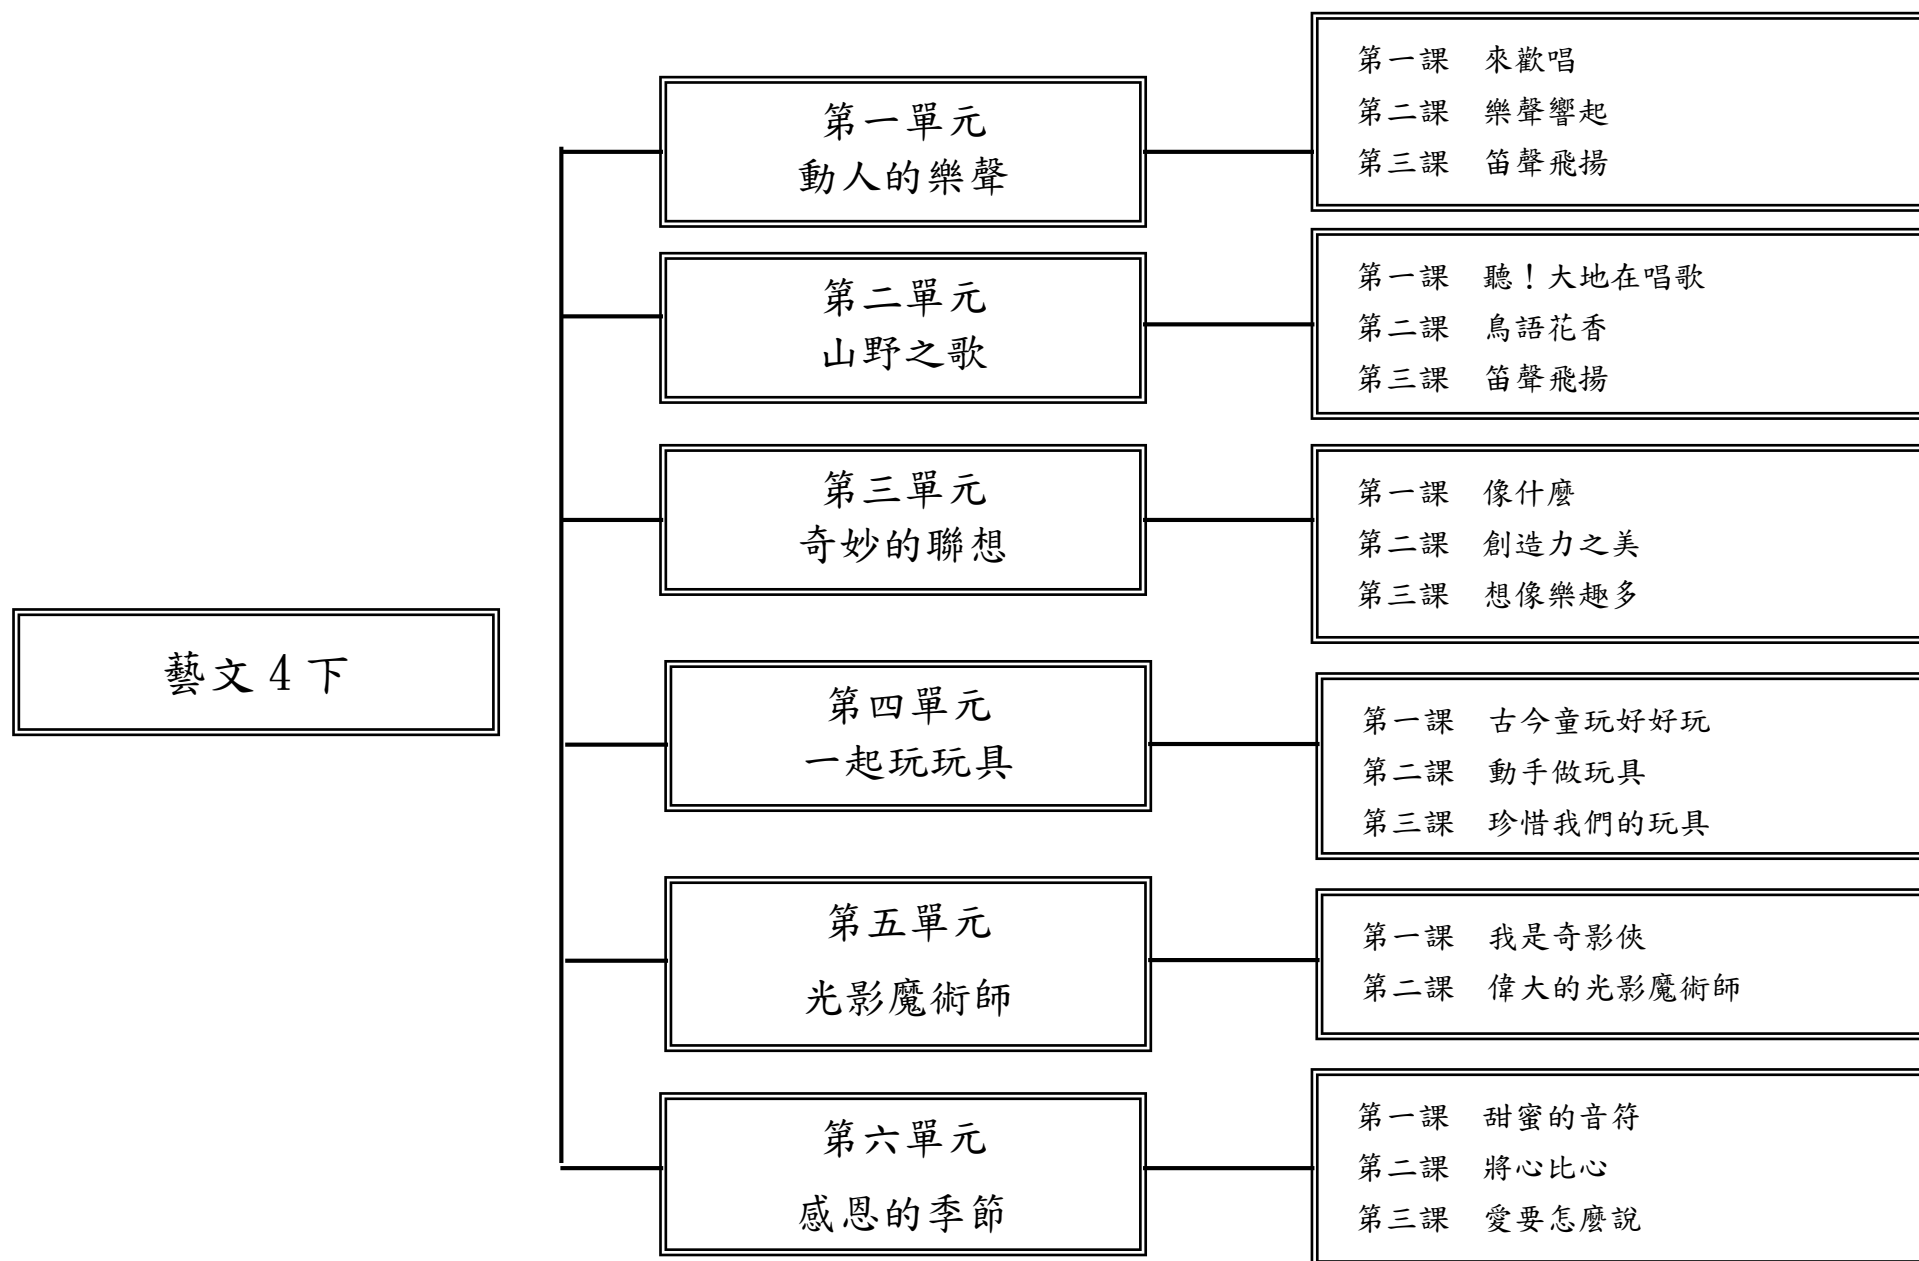 藝文4下
第一單元
動人的樂聲
第一課　來歡唱
第二課　樂聲響起
第三課　笛聲飛揚
第二單元
山野之歌
第一課　聽！大地在唱歌
第二課　鳥語花香
第三課　笛聲飛揚
第三單元
奇妙的聯想
第一課　像什麼
第二課　創造力之美
第三課　想像樂趣多
第四單元
一起玩玩具
第一課　古今童玩好好玩
第二課　動手做玩具
第三課　珍惜我們的玩具
第五單元
光影魔術師
第一課　我是奇影俠
第二課　偉大的光影魔術師
第六單元
感恩的季節
第一課　甜蜜的音符
第二課　將心比心
第三課　愛要怎麼說